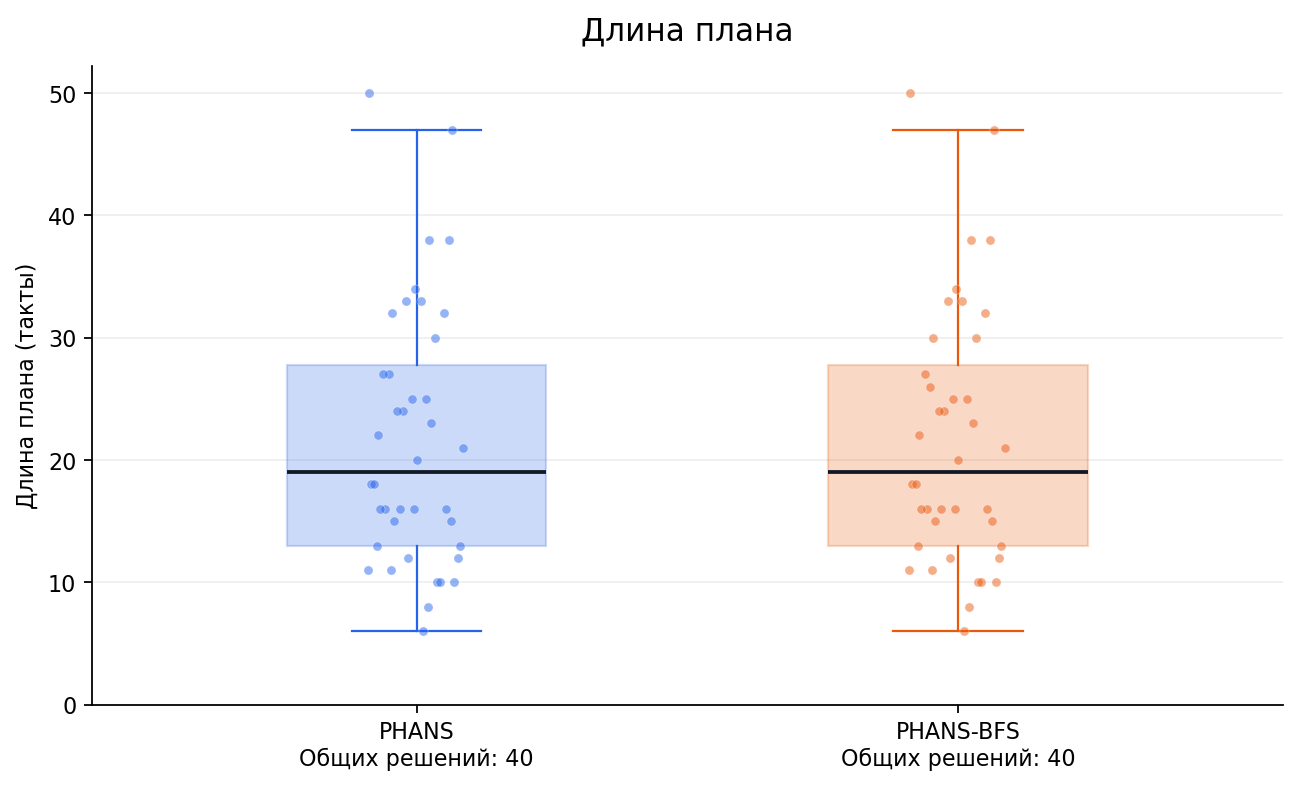 Длина плана
Длина плана (такты)
50
40
30
20
10
0
PHANS
Общих решений: 40
PHANS-BFS
Общих решений: 40